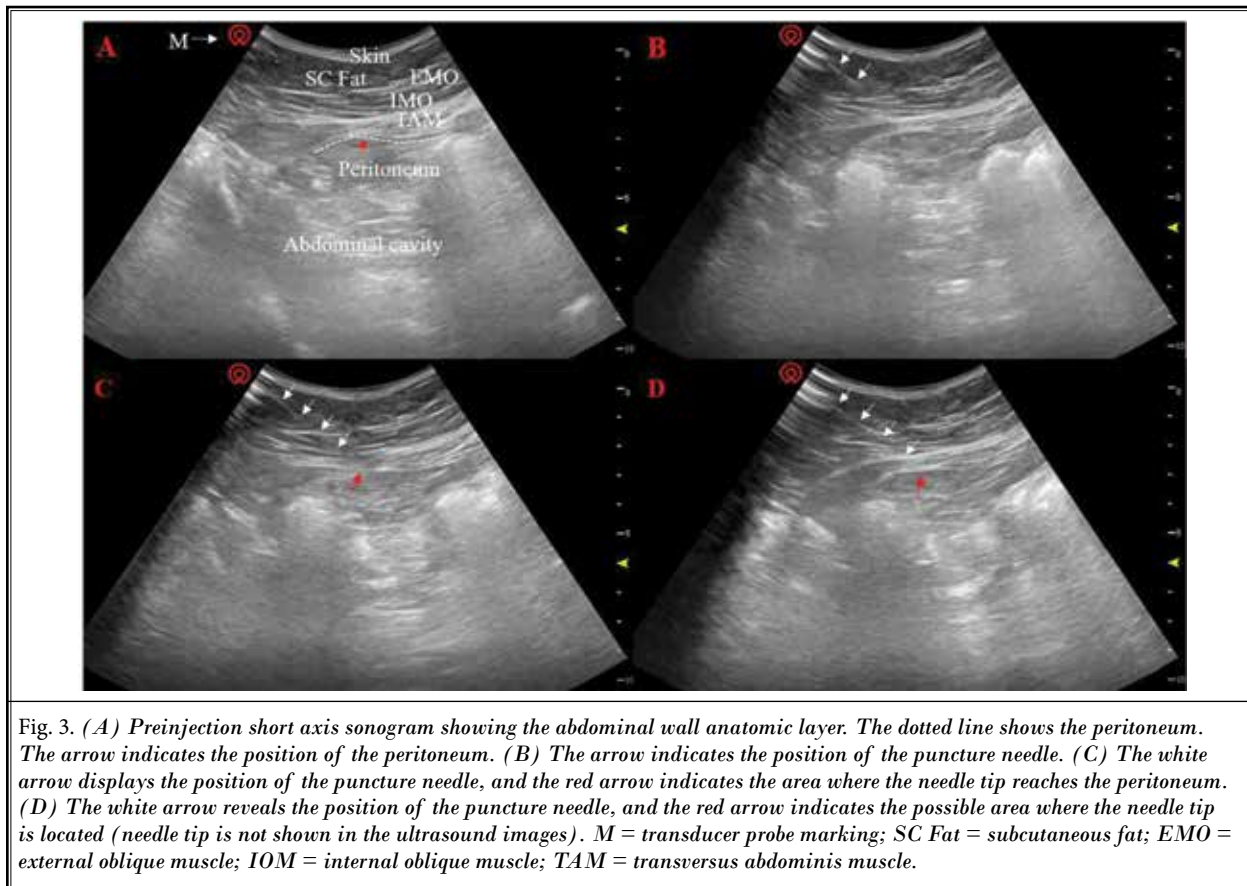 A
M →
Skin
SC Fat
EMO
IMO
TAM
Peritoneum
Abdominal cavity
B
C
D
Fig. 3. (A) Preinjection short axis sonogram showing the abdominal wall anatomic layer. The dotted line shows the peritoneum.
The arrow indicates the position of the peritoneum. (B) The arrow indicates the position of the puncture needle. (C) The white
arrow displays the position of the puncture needle, and the red arrow indicates the area where the needle tip reaches the peritoneum.
(D) The white arrow reveals the position of the puncture needle, and the red arrow indicates the possible area where the needle tip
is located (needle tip is not shown in the ultrasound images). M = transducer probe marking; SC Fat = subcutaneous fat; EMO =
external oblique muscle; IOM = internal oblique muscle; TAM = transversus abdominis muscle.